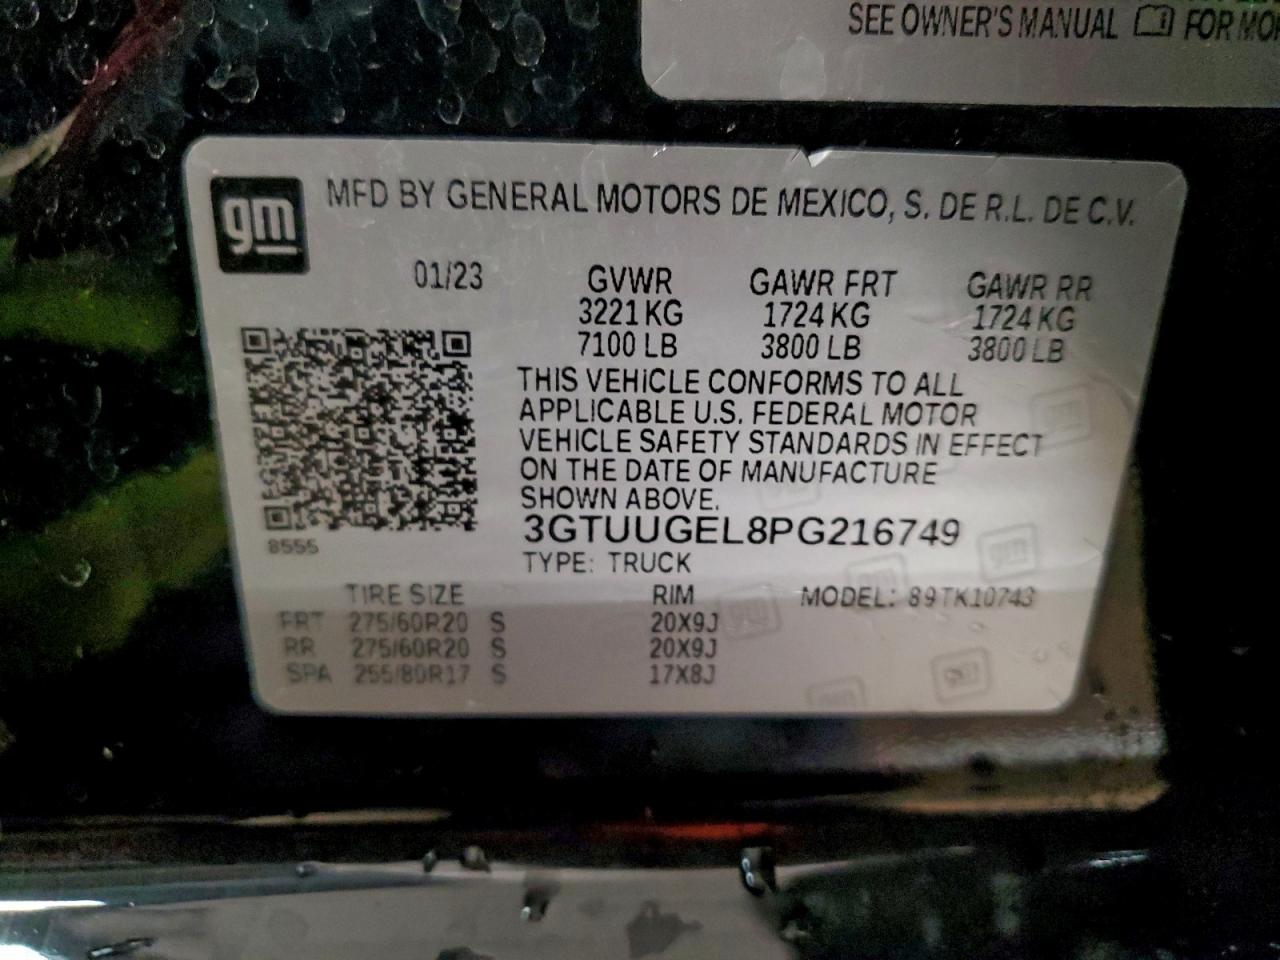 SEE OWNER'S MANUAL FOR
gm
MFD BY GENERAL MOTORS DE MEXICO, S. DE R.L. DE C.V.
01/23 GVWR GAWR FRT GAWR RR
3221 KG 1724 KG 1724 KG
7100 LB 3800 LB 3800 LB
THIS VEHICLE CONFORMS TO ALL
APPLICABLE U.S. FEDERAL MOTOR
VEHICLE SAFETY STANDARDS IN EFFECT
ON THE DATE OF MANUFACTURE
SHOWN ABOVE.
3GTUUGEL8PG216749
8555
TYPE: TRUCK
TIRE SIZE RIM MODEL: 89TK10743
FRT 275/60R20 S 20X9J
RR 275/60R20 S 20X9J
SPA 255/80R17 S 17X8J